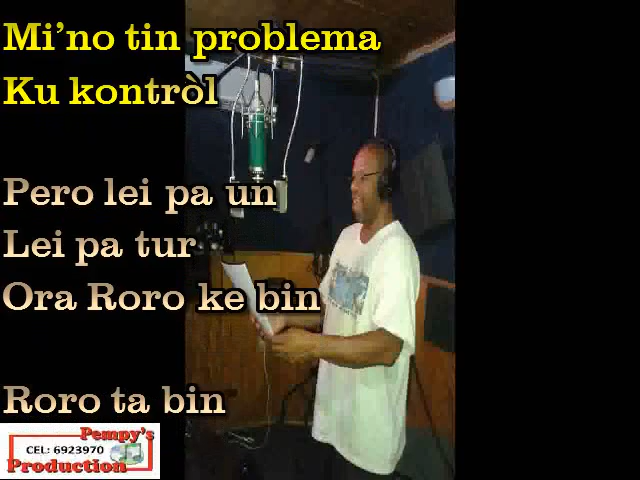 Mi'no tin problema
Ku kontròl
Pero lei pa un
Lei pa tur
Ora Roro ke bin
Roro ta bin
Pempy's
CEL: 6923970
Production